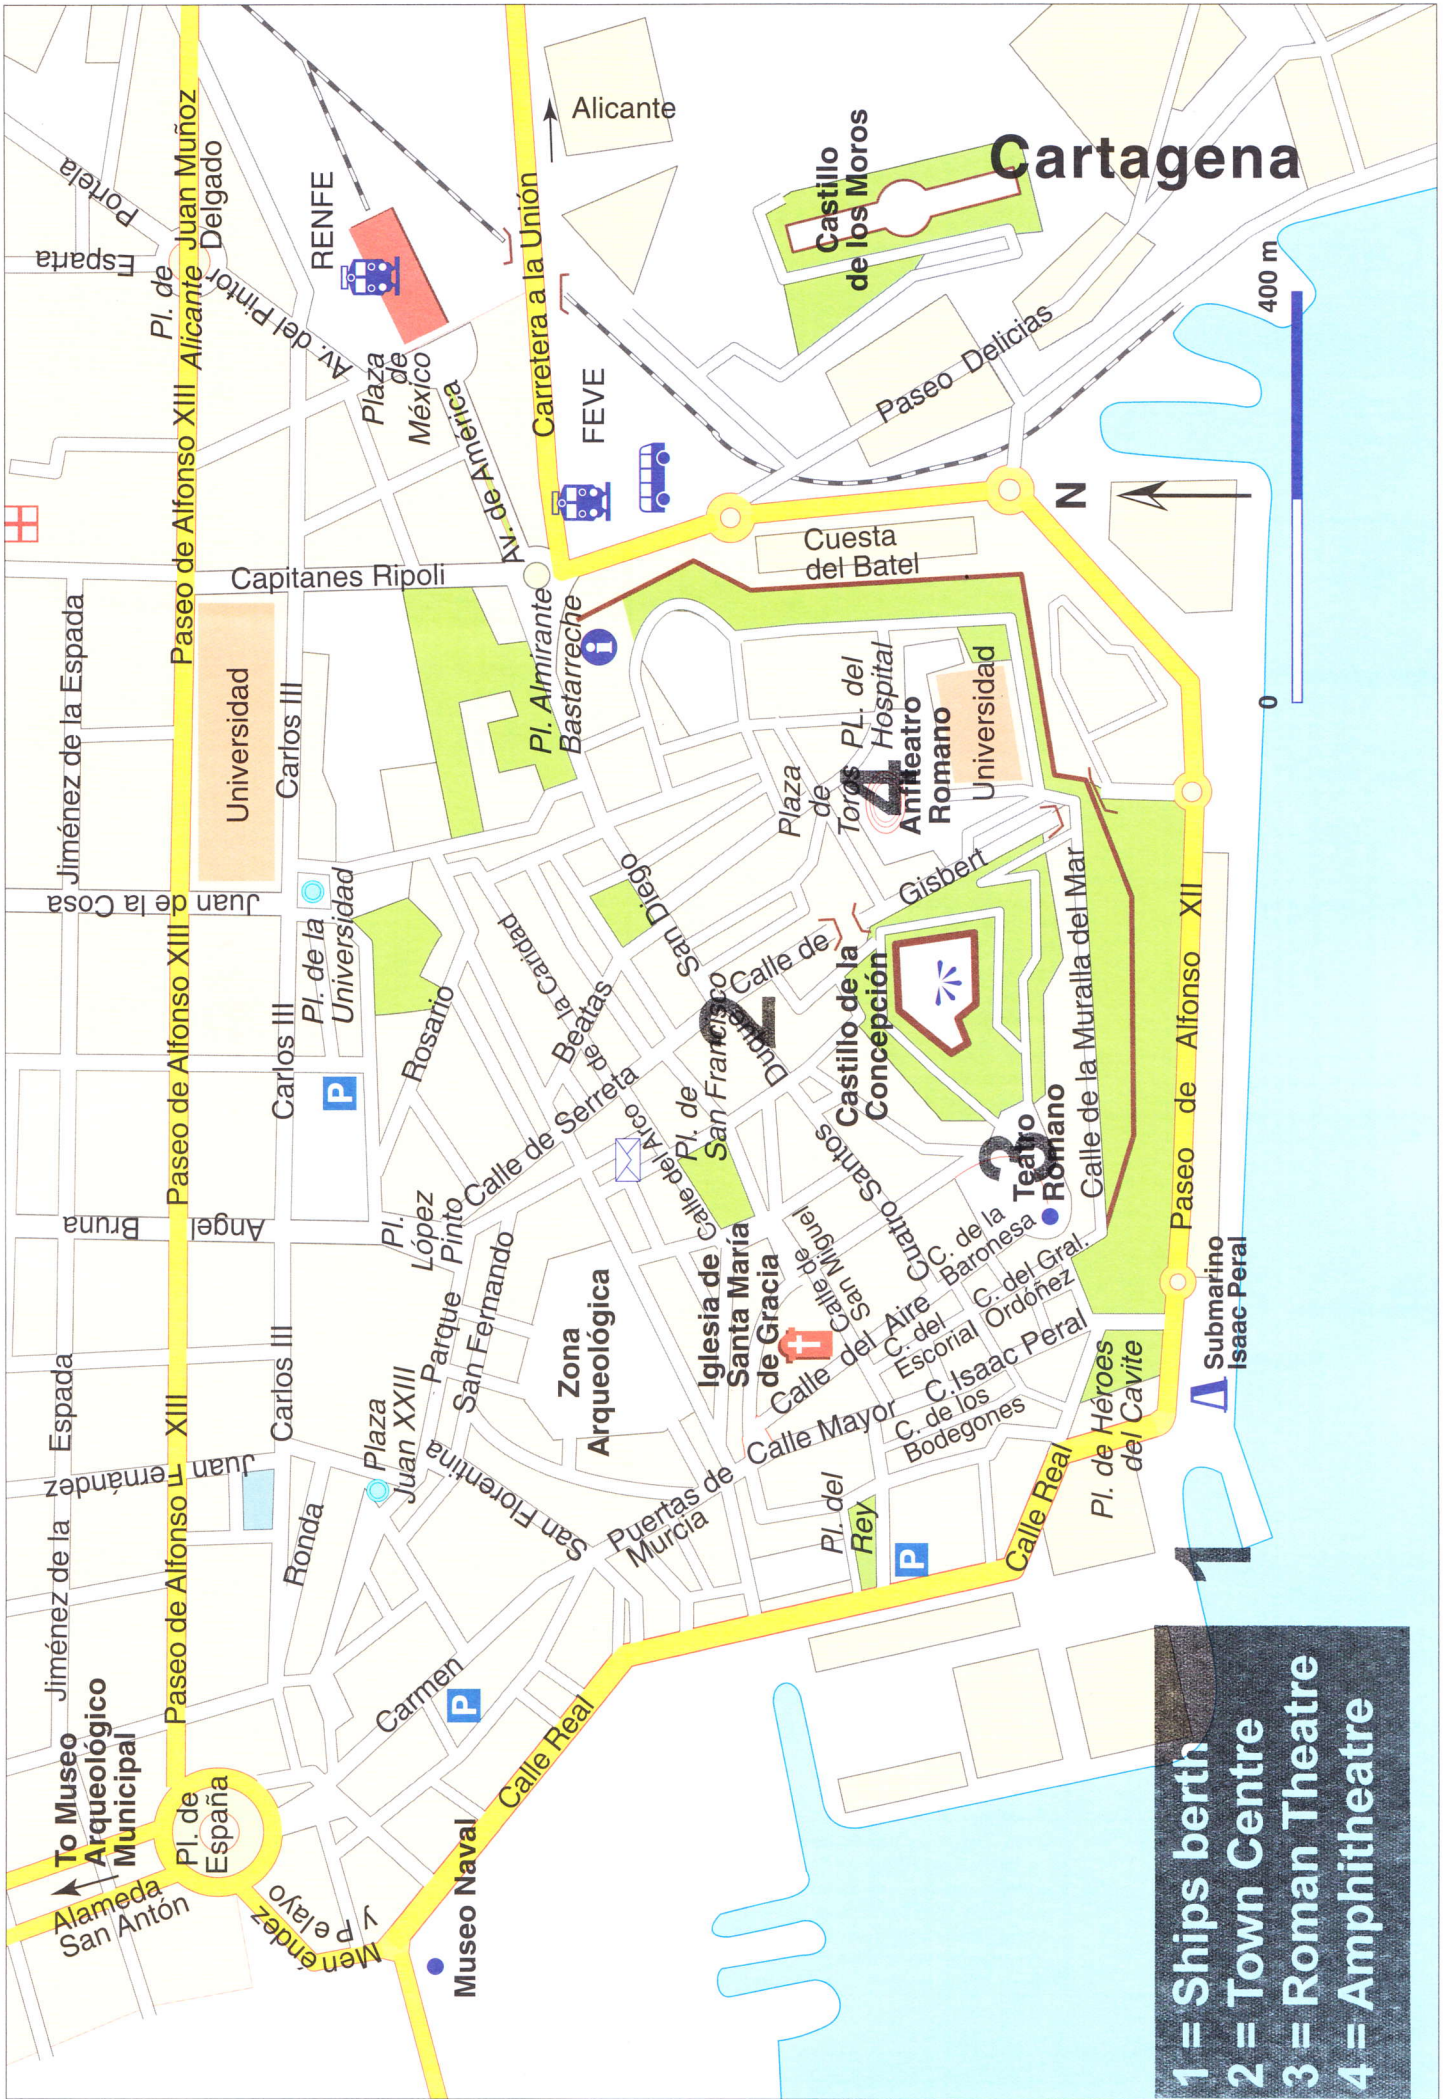 To Museo
Arqueológico
Municipal
Alameda
San Antón
Pl. de
España
Menéndez
y Pelayo
Museo Naval
Jiménez de la Espada
Jiménez de la Espada
Paseo de Alfonso XIII
Paseo de Alfonso XIII
Paseo de Alfonso XIII
Paseo de Alfonso XIII
Juan Fernández
Angel Bruna
Juan de la Cosa
Capitanes Ripoli
Esparta
Portela
Pl. de
Alicante
Juan Muñoz
Delgado
Av. del Pintor
RENFE
Plaza
de
México
Av. de América
Carretera a la Unión
Alicante
FEVE
Universidad
Carlos III
Carlos III
Carlos III
Pl. de la
Universidad
Ronda
Plaza
Juan XXIII
Parque
San Fernando
San Florentina
Pl.
López
Pinto
P
Rosario
Carmen
P
Calle Real
Puertas de
Murcia
Zona
Arqueológica
Calle de Serreta
Beatas
de la Caridad
Calle del Arco
San Diego
Pl. Almirante
Bastarreche
i
Pl. de
San Francisco
2
Duque
Calle de
Gisbert
Plaza
de
Toros
PL. del
Hospital
4
Anfiteatro
Romano
Universidad
Cuesta
del Batel
Castillo
de los Moros
Paseo Delicias
Cartagena
Iglesia de
Santa María
de Gracia
Calle de
San Miguel
Calle del Aire
Cuatro Santos
Calle Mayor
C. del
Escorial
C. de la
Baronesa
C. del Gral.
Ordóñez
C.Isaac Peral
C. de los
Bodegones
Pl. del
Rey
P
Calle Real
Castillo de la
Concepción
3
Teatro
Romano
Calle de la Muralla del Mar
Pl. de Héroes
del Cavite
Paseo de Alfonso XII
Submarino
Isaac Peral
N
0
400 m
1
1 = Ships berth
2 = Town Centre
3 = Roman Theatre
4 = Amphitheatre